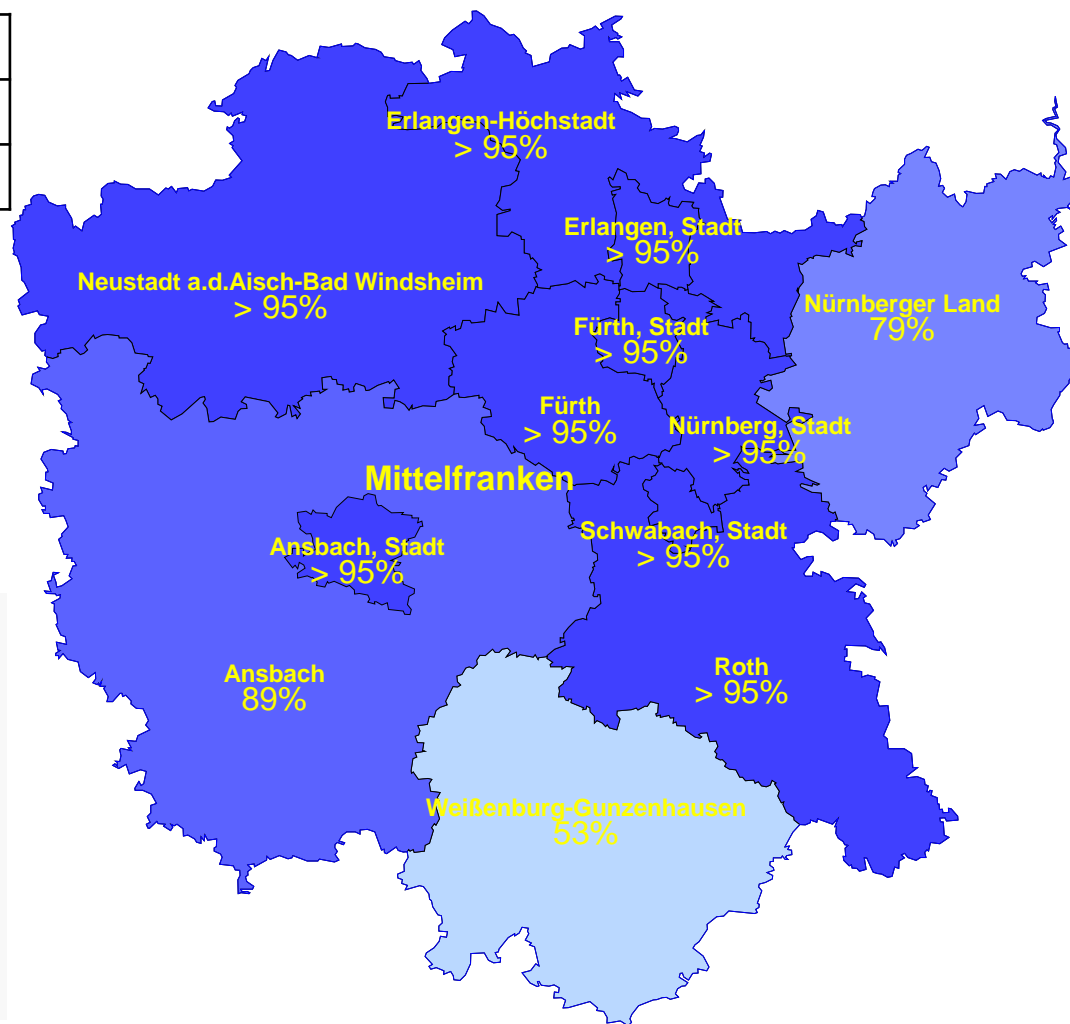 Erlangen-Höchstadt
> 95%
Erlangen, Stadt
> 95%
Neustadt a.d.Aisch-Bad Windsheim
> 95%
Nürnberger Land
79%
Fürth, Stadt
> 95%
Fürth
> 95%
Nürnberg, Stadt
> 95%
Mittelfranken
Schwabach, Stadt
> 95%
Ansbach, Stadt
> 95%
Roth
> 95%
Ansbach
89%
Weißenburg-Gunzenhausen
53%